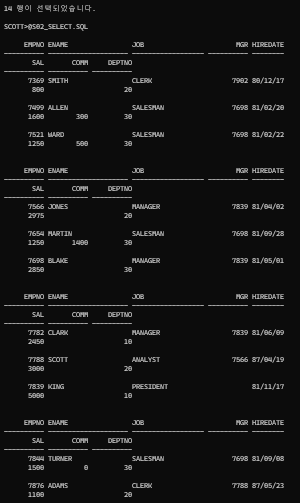 14 행이 선택되었습니다.
SCOTT>@S02_SELECT.SQL
EMPNO ENAME JOB MGR HIREDATE
SAL COMM DEPTNO
7369 SMITH CLERK 7902 80/12/17
800 20
7499 ALLEN SALESMAN 7698 81/02/20
1600 300 30
7521 WARD SALESMAN 7698 81/02/22
1250 500 30
EMPNO ENAME JOB MGR HIREDATE
SAL COMM DEPTNO
7566 JONES MANAGER 7839 81/04/02
2975 20
7654 MARTIN SALESMAN 7698 81/09/28
1250 1400 30
7698 BLAKE MANAGER 7839 81/05/01
2850 30
EMPNO ENAME JOB MGR HIREDATE
SAL COMM DEPTNO
7782 CLARK MANAGER 7839 81/06/09
2450 10
7788 SCOTT ANALYST 7566 87/04/19
3000 20
7839 KING PRESIDENT 81/11/17
5000 10
EMPNO ENAME JOB MGR HIREDATE
SAL COMM DEPTNO
7844 TURNER SALESMAN 7698 81/09/08
1500 0 30
7876 ADAMS CLERK 7788 87/05/23
1100 20